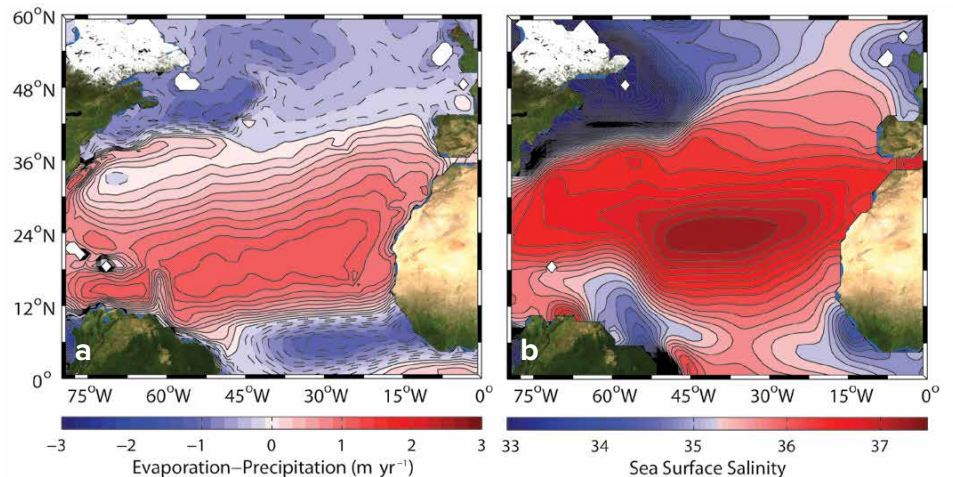 60°N
48°N
36°N
24°N
12°N
0°
a
b
75°W 60°W 45°W 30°W 15°W 0°
75°W 60°W 45°W 30°W 15°W 0°
−3 −2 −1 0 1 2 3
33 34 35 36 37
Evaporation−Precipitation (m yr⁻¹)
Sea Surface Salinity